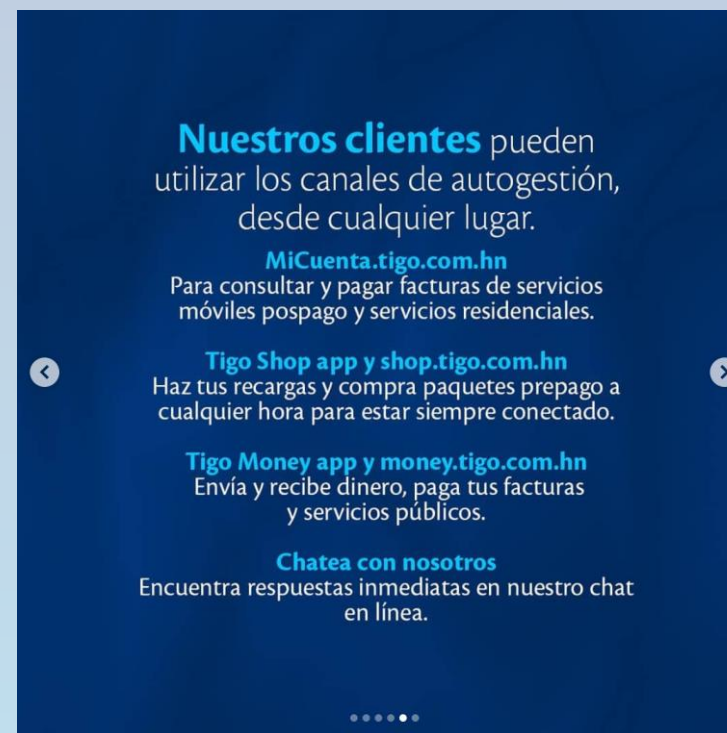 Nuestros clientes pueden
utilizar los canales de autogestión,
desde cualquier lugar.
MiCuenta.tigo.com.hn
Para consultar y pagar facturas de servicios
móviles pospago y servicios residenciales.
Tigo Shop app y shop.tigo.com.hn
Haz tus recargas y compra paquetes prepago a
cualquier hora para estar siempre conectado.
Tigo Money app y money.tigo.com.hn
Envía y recibe dinero, paga tus facturas
y servicios públicos.
Chatea con nosotros
Encuentra respuestas inmediatas en nuestro chat
en línea.